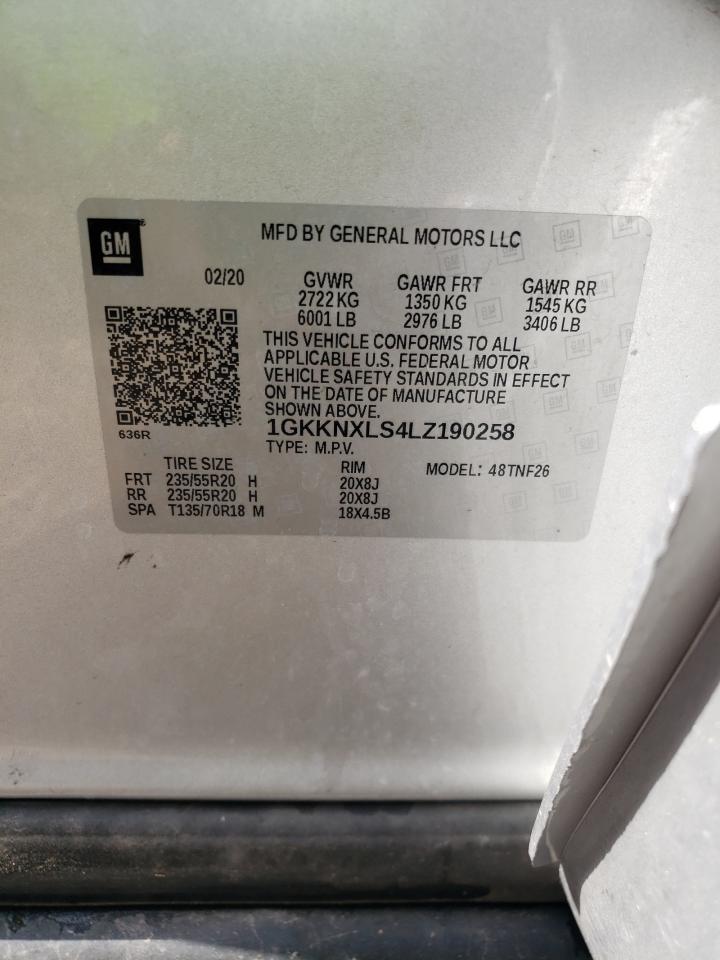 GM
MFD BY GENERAL MOTORS LLC
02/20 GVWR GAWR FRT GAWR RR
2722 KG 1350 KG 1545 KG
6001 LB 2976 LB 3406 LB
THIS VEHICLE CONFORMS TO ALL
APPLICABLE U.S. FEDERAL MOTOR
VEHICLE SAFETY STANDARDS IN EFFECT
ON THE DATE OF MANUFACTURE
SHOWN ABOVE.
636R
1GKKNXLS4LZ190258
TYPE: M.P.V.
TIRE SIZE RIM MODEL: 48TNF26
FRT 235/55R20 H 20X8J
RR 235/55R20 H 20X8J
SPA T135/70R18 M 18X4.5B